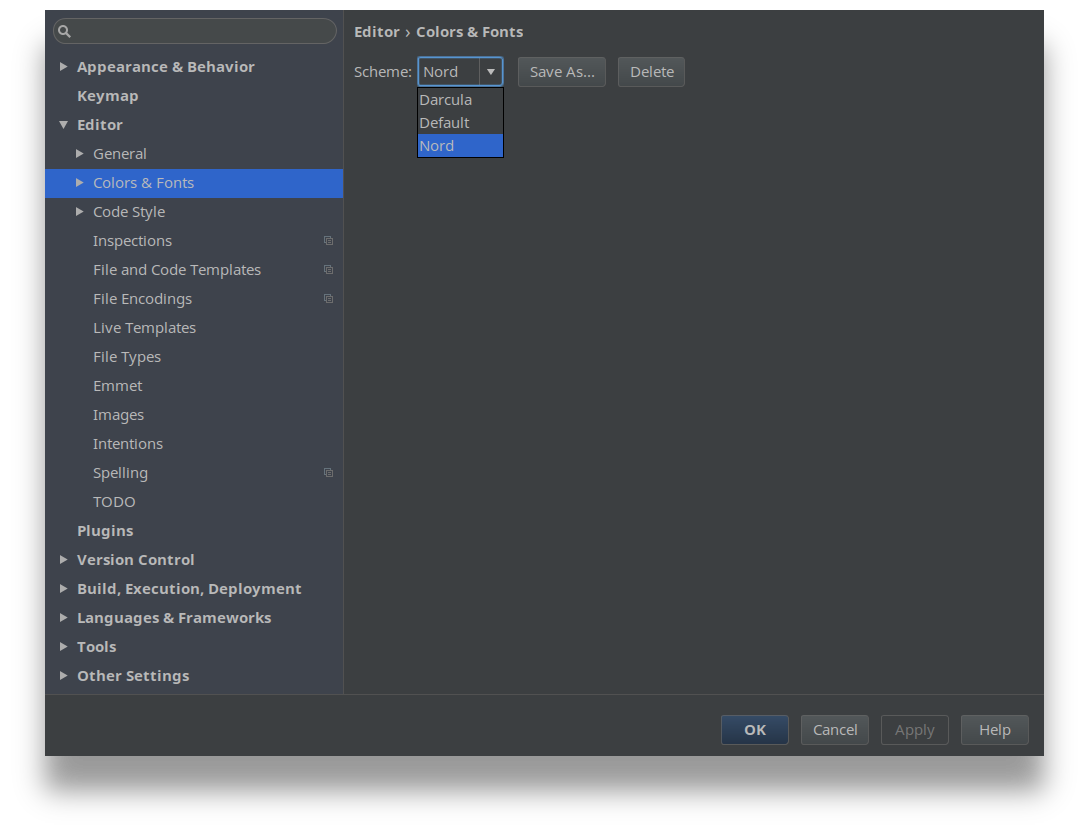 Editor › Colors & Fonts
Scheme: Nord Save As... Delete
Darcula
Default
Nord
Appearance & Behavior
Keymap
Editor
General
Colors & Fonts
Code Style
Inspections
File and Code Templates
File Encodings
Live Templates
File Types
Emmet
Images
Intentions
Spelling
TODO
Plugins
Version Control
Build, Execution, Deployment
Languages & Frameworks
Tools
Other Settings
OK Cancel Apply Help